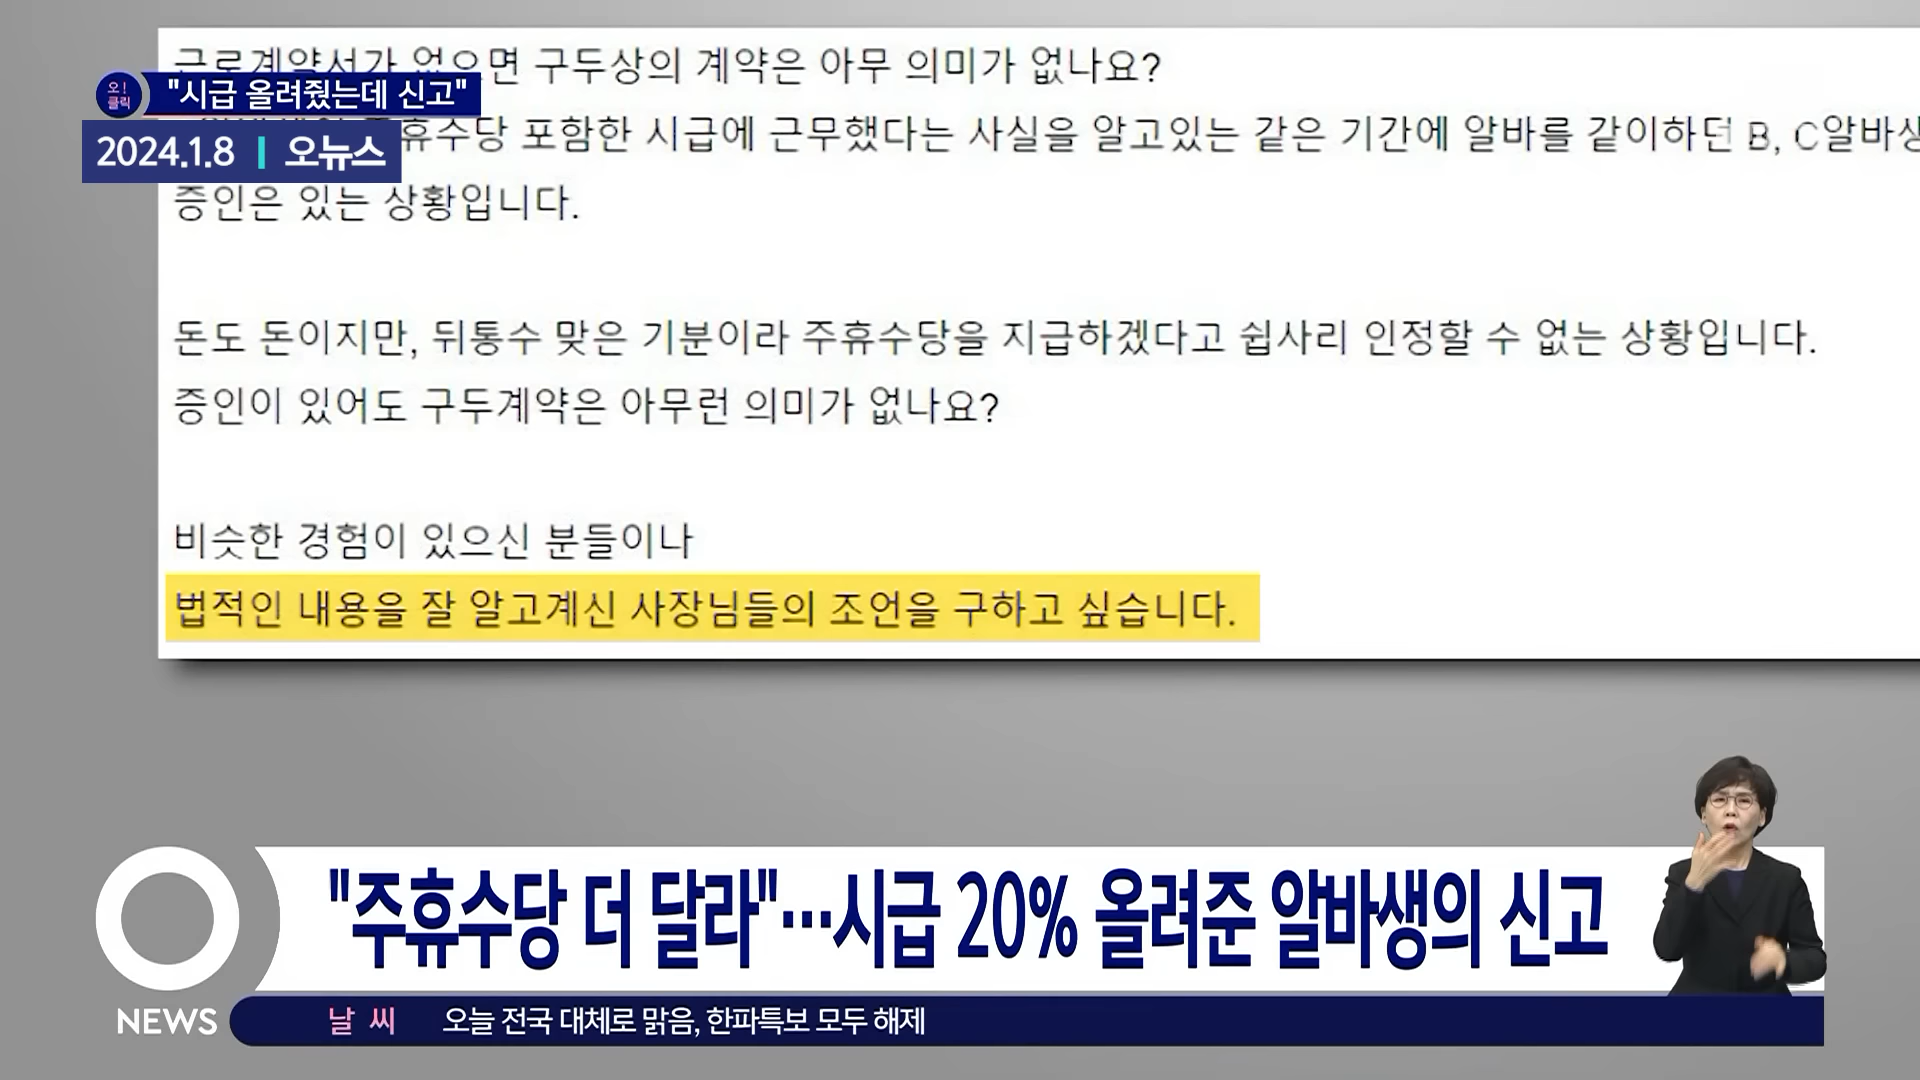 근로계약서가 없으면 구두상의 계약은 아무 의미가 없나요?
오!
클릭
"시급 올려줬는데 신고"
주휴수당 포함한 시급에 근무했다는 사실을 알고있는 같은 기간에 알바를 같이하던 B, C알바생
2024.1.8 | 오뉴스
증인은 있는 상황입니다.
돈도 돈이지만, 뒤통수 맞은 기분이라 주휴수당을 지급하겠다고 쉽사리 인정할 수 없는 상황입니다.
증인이 있어도 구두계약은 아무런 의미가 없나요?
비슷한 경험이 있으신 분들이나
법적인 내용을 잘 알고계신 사장님들의 조언을 구하고 싶습니다.
"주휴수당 더 달라"…시급 20% 올려준 알바생의 신고
NEWS
날 씨 오늘 전국 대체로 맑음, 한파특보 모두 해제